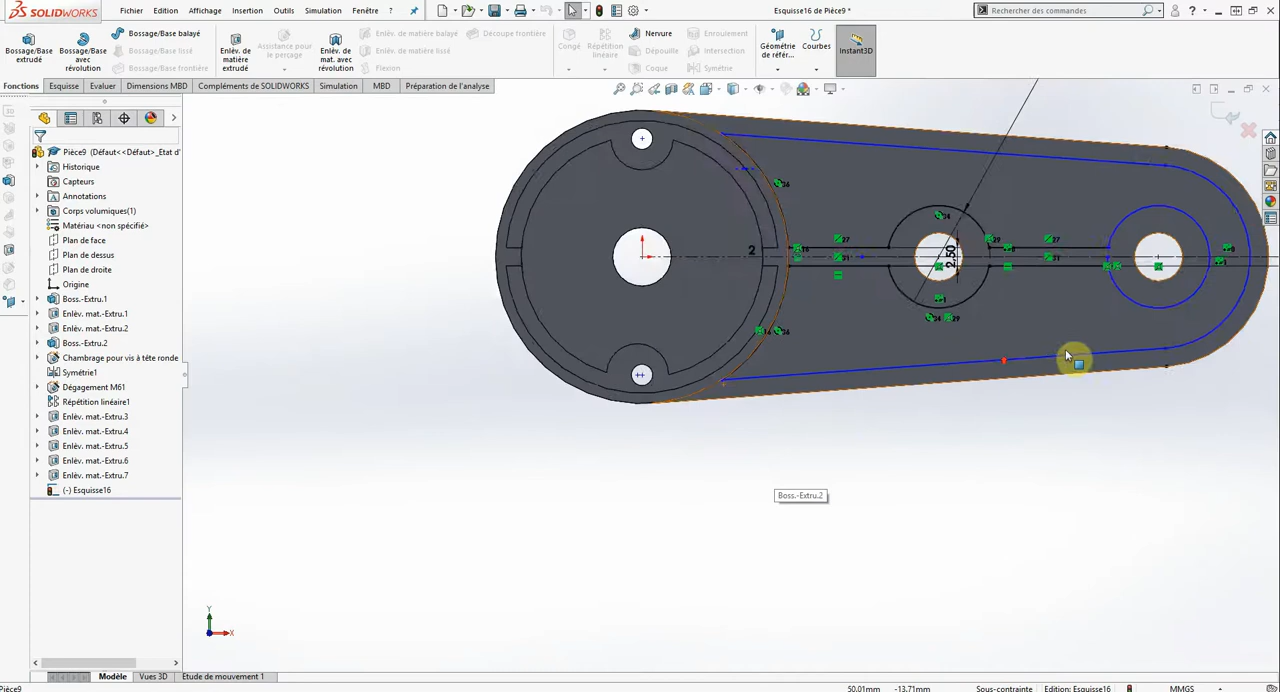 SOLIDWORKS
Fichier
Edition
Affichage
Insertion
Outils
Simulation
Fenêtre
?
Esquisse16 de Pièce9 *
Rechercher des commandes
Bossage/Base extrudé
Bossage/Base avec révolution
Bossage/Base balayé
Bossage/Base lissé
Bossage/Base frontière
Enlèv. de matière extrudé
Assistance pour le perçage
Enlèv. de mat. avec révolution
Enlèv. de matière balayé
Enlèv. de matière lissé
Flexion
Découpe frontière
Congé
Répétition linéaire
Nervure
Dépouille
Coque
Enroulement
Intersection
Symétrie
Géométrie de référ...
Courbes
Instant3D
Fonctions
Esquisse
Evaluer
Dimensions MBD
Compléments de SOLIDWORKS
Simulation
MBD
Préparation de l'analyse
Pièce9 (Défaut<<Défaut>_Etat d'
Historique
Capteurs
Annotations
Corps volumiques(1)
Matériau <non spécifié>
Plan de face
Plan de dessus
Plan de droite
Origine
Boss.-Extru.1
Enlèv. mat.-Extru.1
Enlèv. mat.-Extru.2
Boss.-Extru.2
Chambrage pour vis à tête ronde
Symétrie1
Dégagement M61
Répétition linéaire1
Enlèv. mat.-Extru.3
Enlèv. mat.-Extru.4
Enlèv. mat.-Extru.5
Enlèv. mat.-Extru.6
Enlèv. mat.-Extru.7
(-) Esquisse16
2
2.50
Boss.-Extru.2
Y
X
Modèle
Vues 3D
Etude de mouvement 1
Pièce9
50.01mm
-13.71mm
Sous-contrainte
Edition: Esquisse16
MMGS